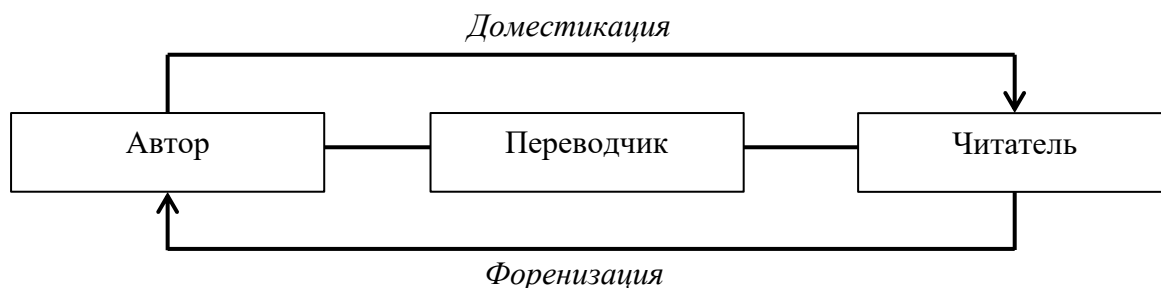 Доместикация
Автор Переводчик Читатель
Форенизация